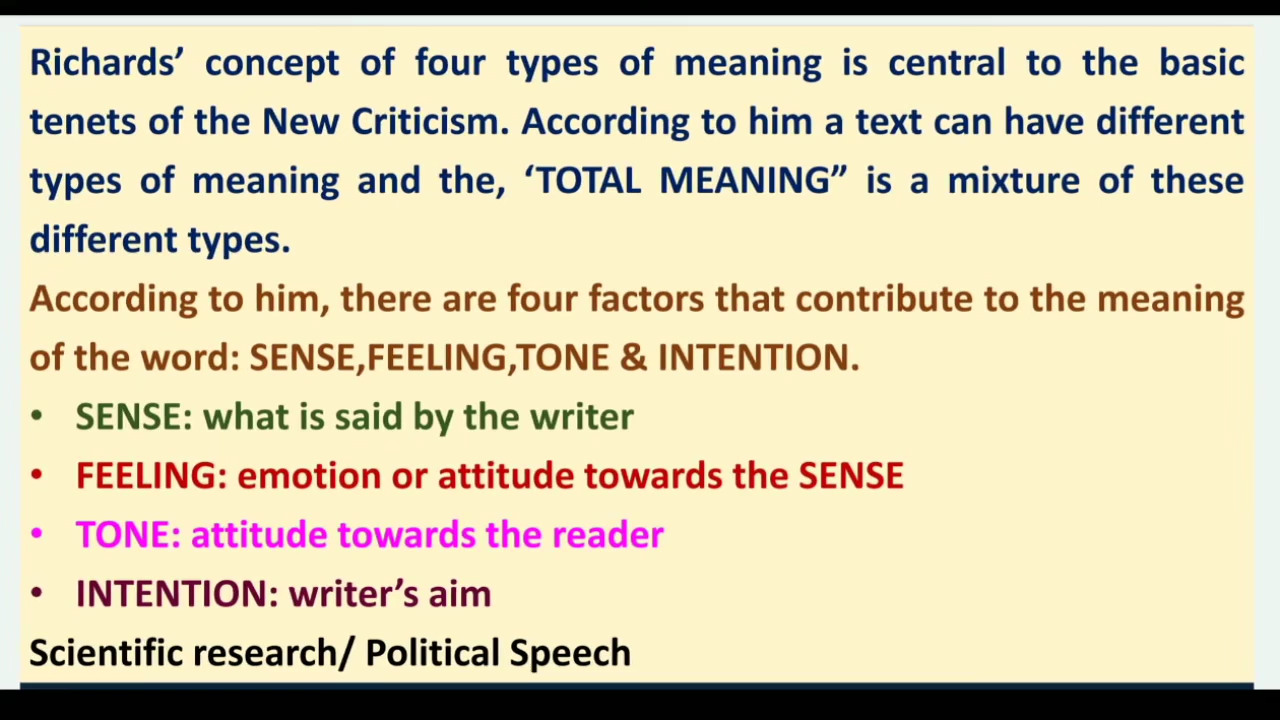 Richards’ concept of four types of meaning is central to the basic
tenets of the New Criticism. According to him a text can have different
types of meaning and the, ‘TOTAL MEANING” is a mixture of these
different types.
According to him, there are four factors that contribute to the meaning
of the word: SENSE,FEELING,TONE & INTENTION.
• SENSE: what is said by the writer
• FEELING: emotion or attitude towards the SENSE
• TONE: attitude towards the reader
• INTENTION: writer’s aim
Scientific research/ Political Speech